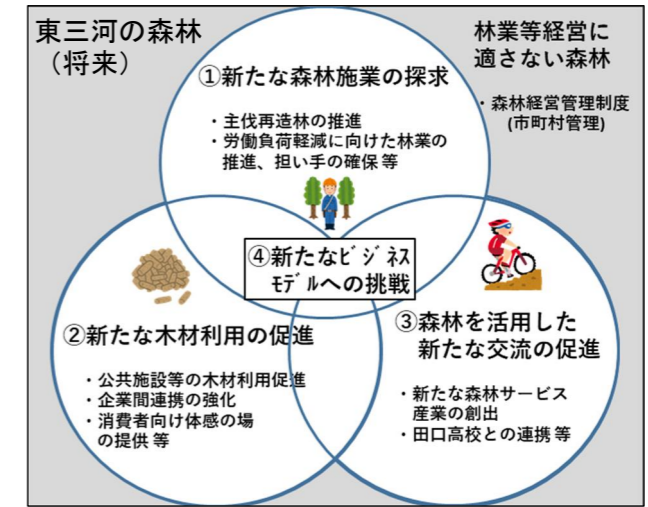 東三河の森林
（将来）
林業等経営に
適さない森林
・森林経営管理制度
(市町村管理)
①新たな森林施業の探求
・主伐再造林の推進
・労働負荷軽減に向けた林業の
推進、担い手の確保 等
④新たなﾋﾞｼﾞﾈｽ
ﾓﾃﾞﾙへの挑戦
②新たな木材利用の促進
・公共施設等の木材利用促進
・企業間連携の強化
・消費者向け体感の場
の提供 等
③森林を活用した
新たな交流の促進
・新たな森林サービス
産業の創出
・田口高校との連携 等